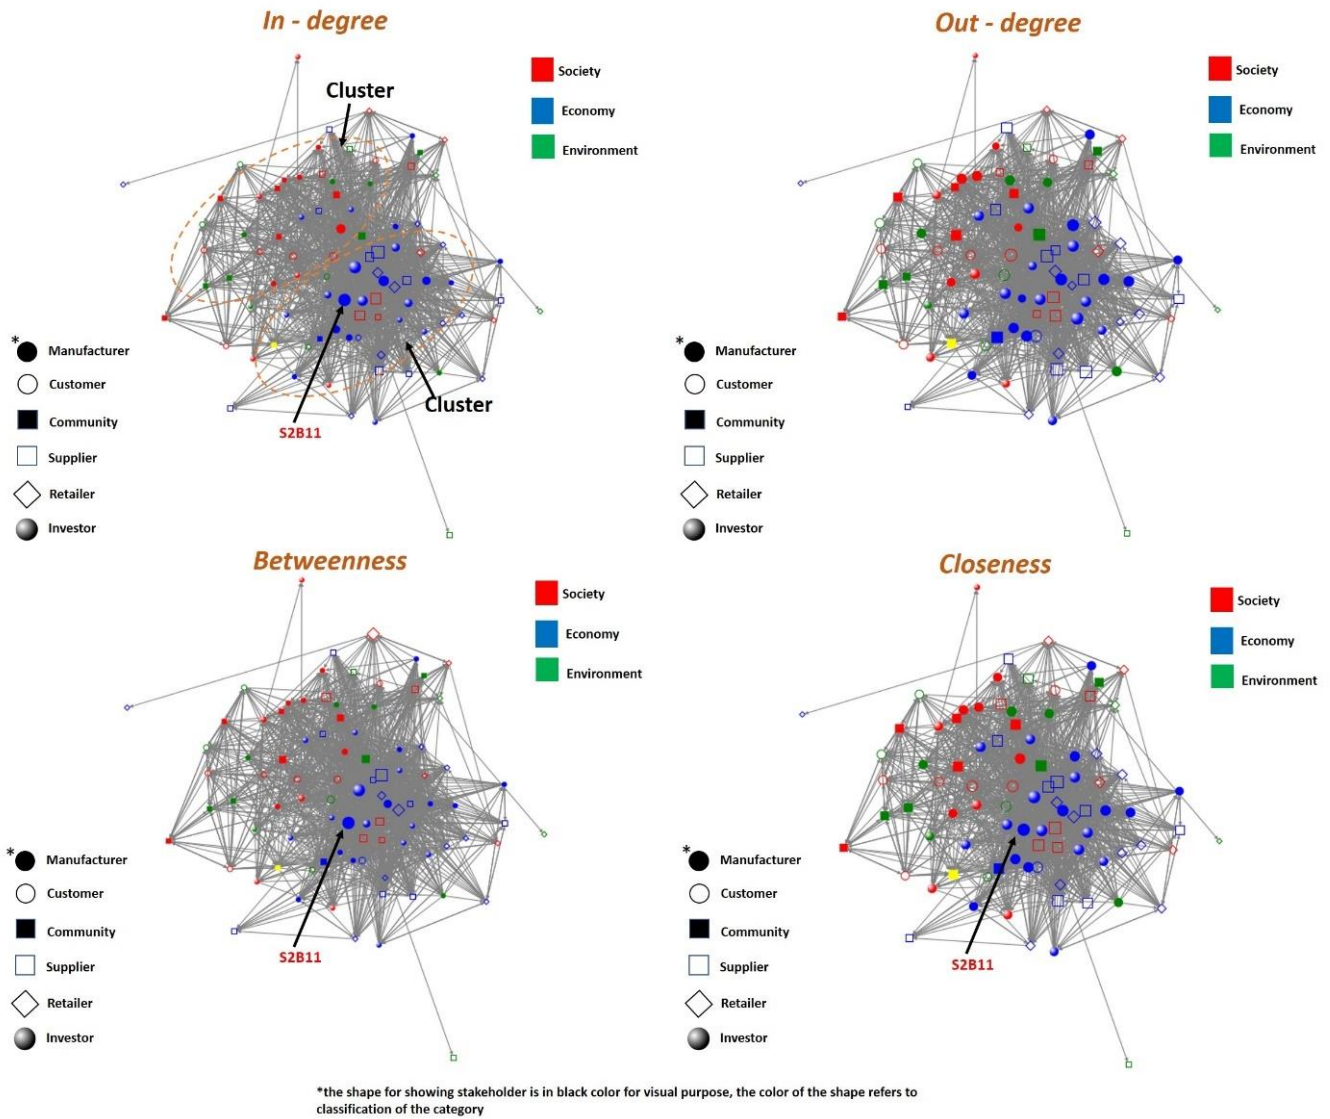 In - degree
Society
Economy
Environment
Cluster
* Manufacturer
Customer
Community
Supplier
Retailer
Investor
Cluster
S2B11
Out - degree
Society
Economy
Environment
* Manufacturer
Customer
Community
Supplier
Retailer
Investor
Betweenness
Society
Economy
Environment
* Manufacturer
Customer
Community
Supplier
Retailer
Investor
S2B11
Closeness
Society
Economy
Environment
* Manufacturer
Customer
Community
Supplier
Retailer
Investor
S2B11
*the shape for showing stakeholder is in black color for visual purpose, the color of the shape refers to
classification of the category